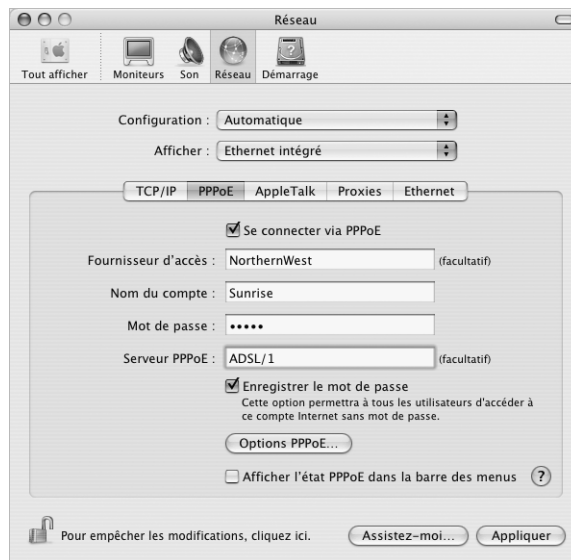 Réseau
Tout afficher Moniteurs Son Réseau Démarrage
Configuration : Automatique
Afficher : Ethernet intégré
TCP/IP PPPoE AppleTalk Proxies Ethernet
Se connecter via PPPoE
Fournisseur d'accès : NorthernWest (facultatif)
Nom du compte : Sunrise
Mot de passe : •••••
Serveur PPPoE : ADSL/1 (facultatif)
Enregistrer le mot de passe
Cette option permettra à tous les utilisateurs d'accéder à
ce compte Internet sans mot de passe.
Options PPPoE...
Afficher l'état PPPoE dans la barre des menus ?
Pour empêcher les modifications, cliquez ici. Assistez-moi... Appliquer